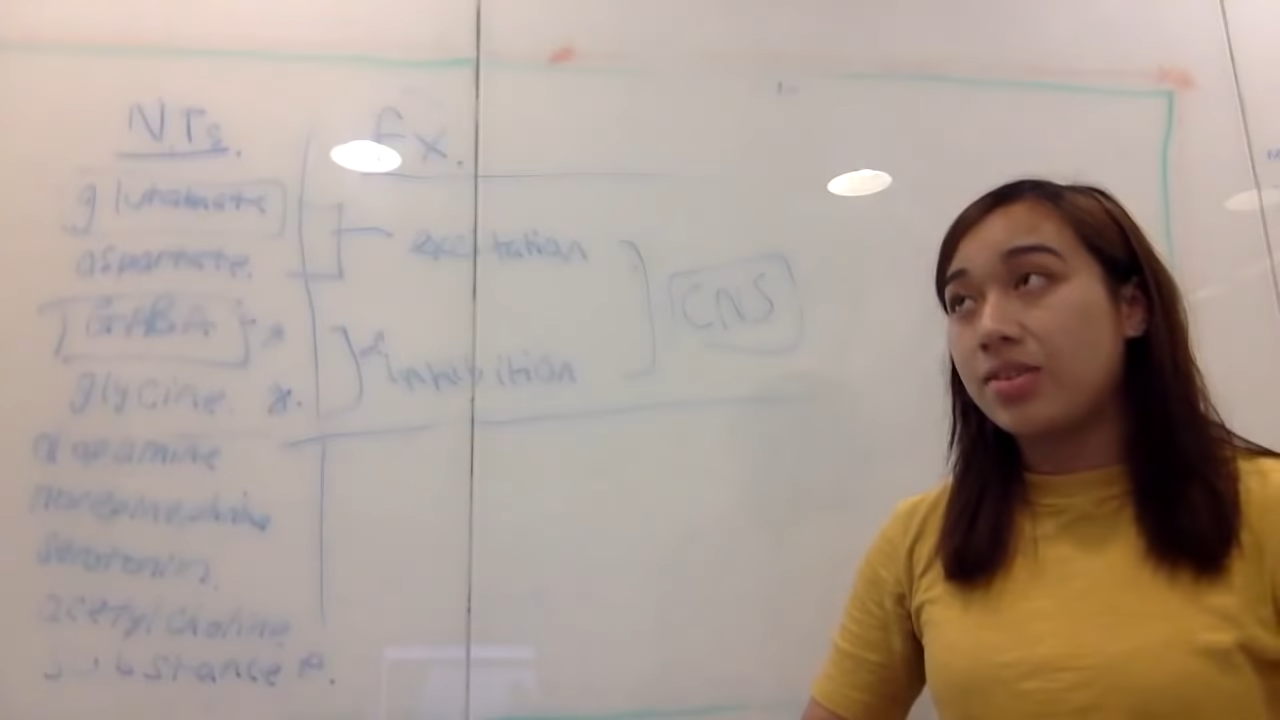 NTs.
fx.
glutamate
excitation
aspartate.
CNS
GABA
inhibition
glycine
dopamine
norepinephrine
serotonin.
acetylcholine
substance P.